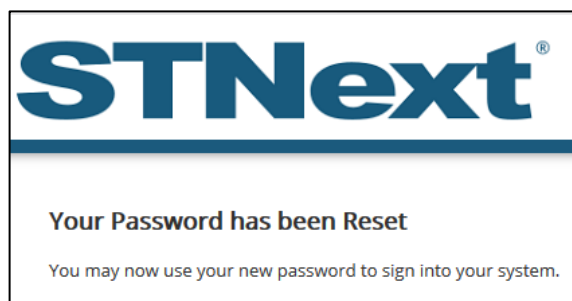 STNext®
Your Password has been Reset
You may now use your new password to sign into your system.